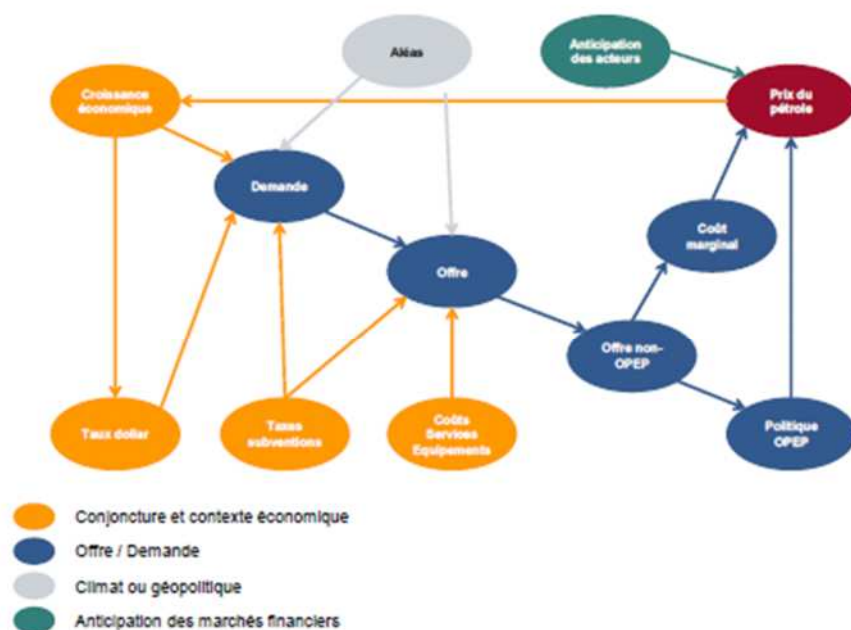 Aléas
Anticipation
des acteurs
Croissance
économique
Prix du
pétrole
Demande
Coût
marginal
Offre
Offre non-
OPEP
Taux dollar
Taxes
subventions
Coûts
Services
Equipements
Politique
OPEP
Conjoncture et contexte économique
Offre / Demande
Climat ou géopolitique
Anticipation des marchés financiers